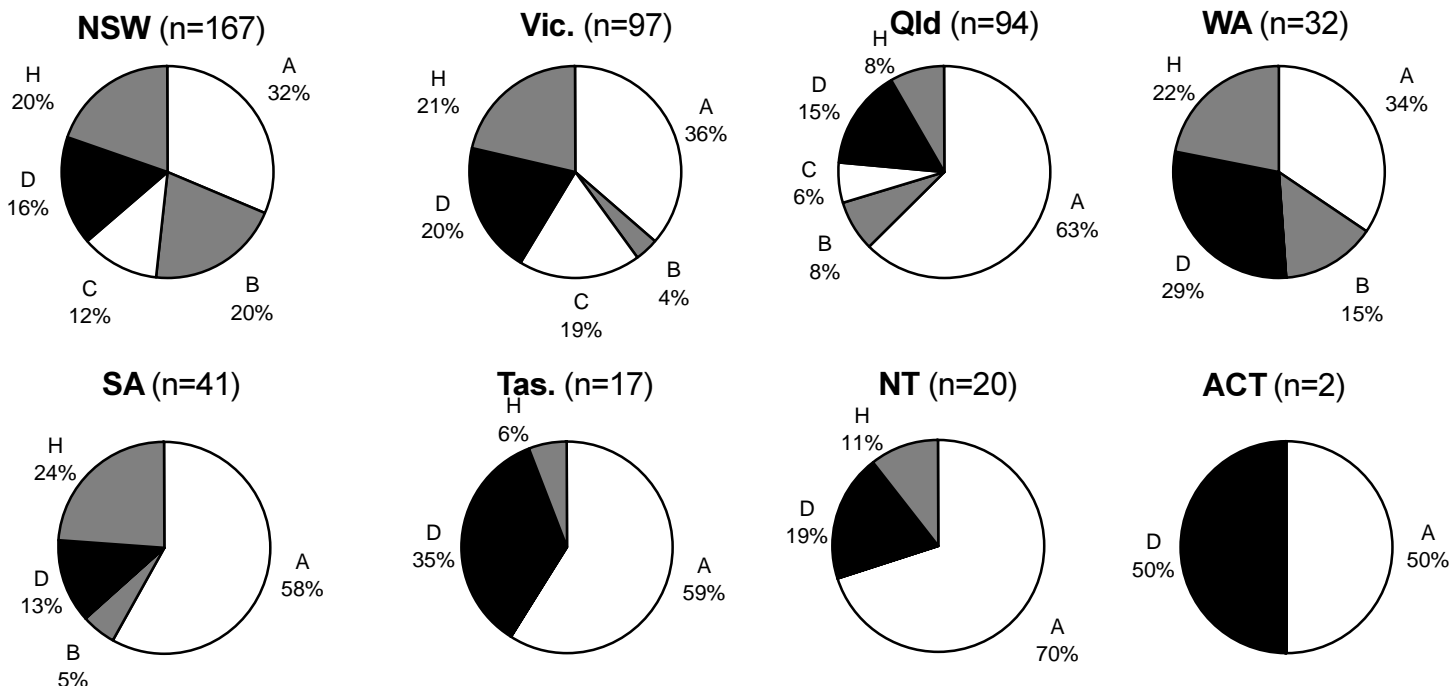 NSW (n=167)
A
32%
B
20%
C
12%
D
16%
H
20%
Vic. (n=97)
A
36%
B
4%
C
19%
D
20%
H
21%
Qld (n=94)
A
63%
B
8%
C
6%
D
15%
H
8%
WA (n=32)
A
34%
B
15%
D
29%
H
22%
SA (n=41)
A
58%
B
5%
D
13%
H
24%
Tas. (n=17)
A
59%
D
35%
H
6%
NT (n=20)
A
70%
D
19%
H
11%
ACT (n=2)
A
50%
D
50%